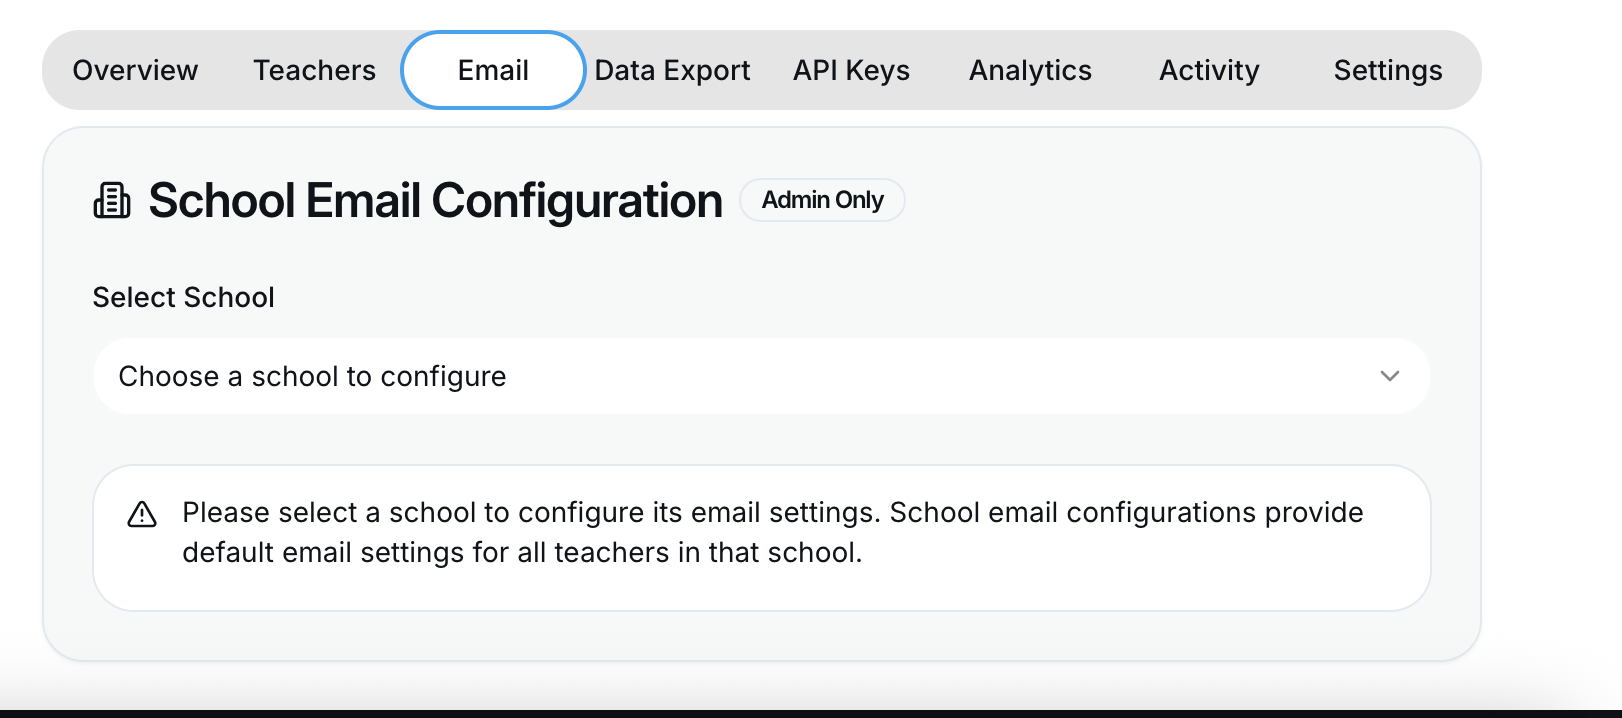 Overview Teachers Email Data Export API Keys Analytics Activity Settings
School Email Configuration Admin Only
Select School
Choose a school to configure
Please select a school to configure its email settings. School email configurations provide
default email settings for all teachers in that school.